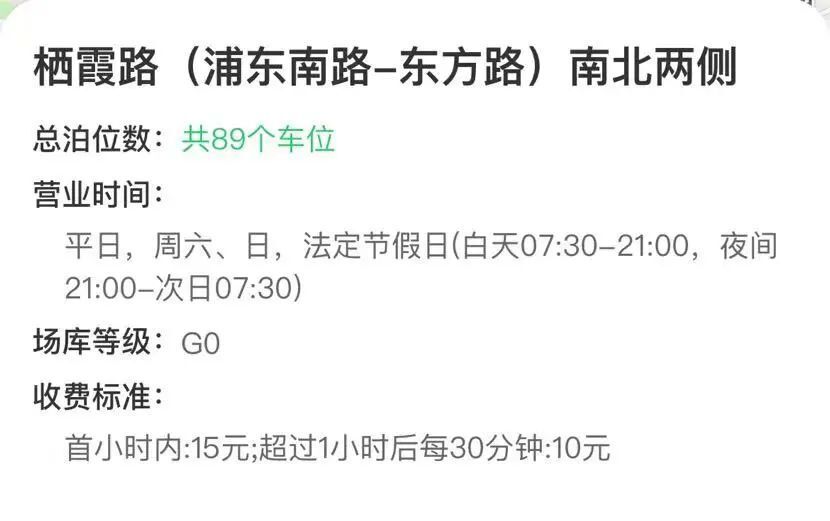 栖霞路（浦东南路-东方路）南北两侧
总泊位数：共89个车位
营业时间：
平日，周六、日，法定节假日(白天07:30-21:00，夜间
21:00-次日07:30)
场库等级：G0
收费标准：
首小时内:15元;超过1小时后每30分钟:10元